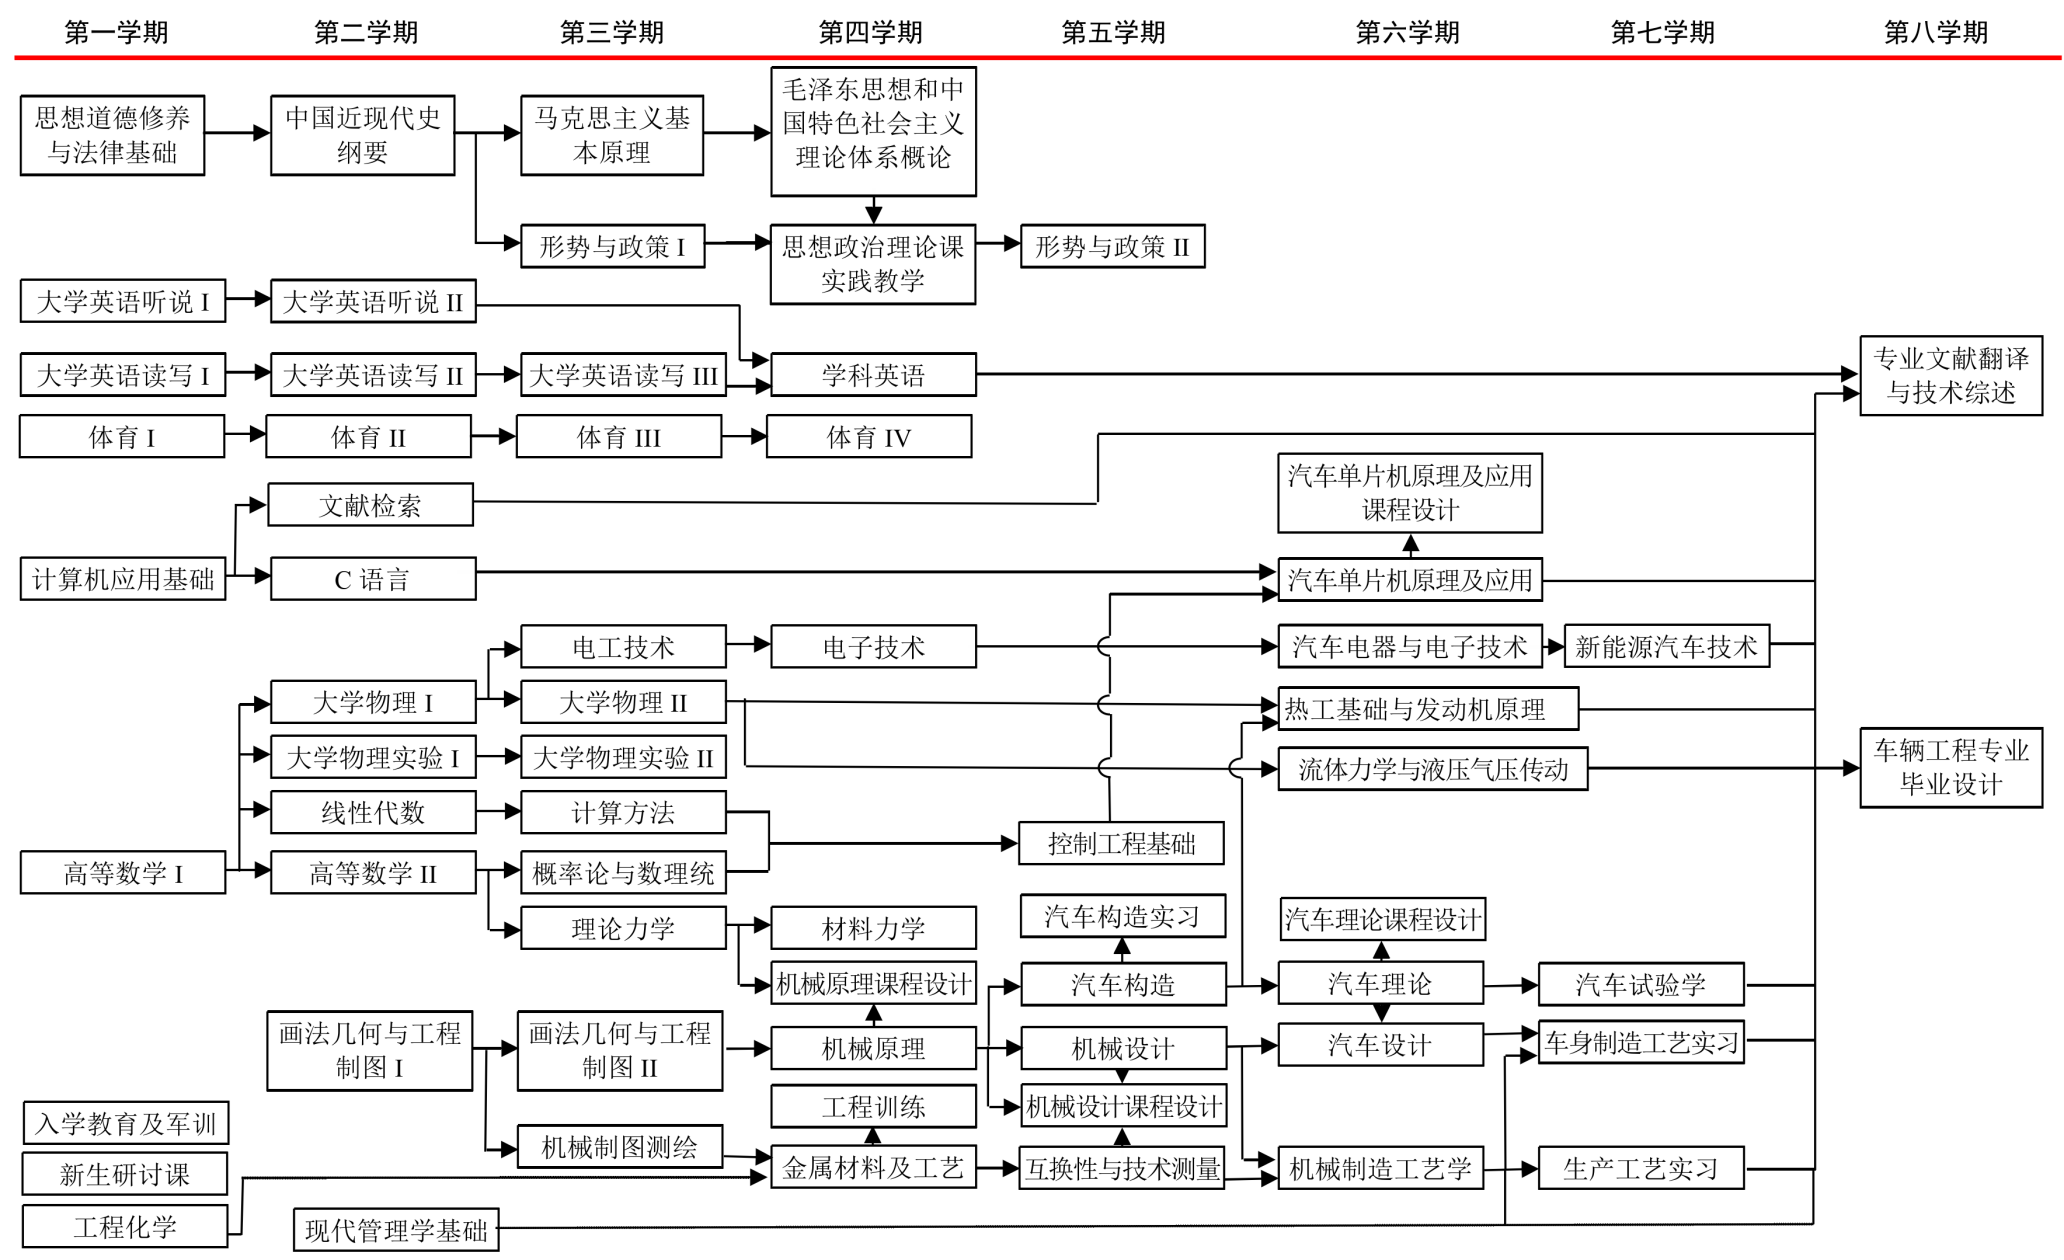 第一学期
第二学期
第三学期
第四学期
第五学期
第六学期
第七学期
第八学期
思想道德修养
与法律基础
中国近现代史
纲要
马克思主义基
本原理
毛泽东思想和中
国特色社会主义
理论体系概论
形势与政策 I
思想政治理论课
实践教学
形势与政策 II
大学英语听说 I
大学英语听说 II
大学英语读写 I
大学英语读写 II
大学英语读写 III
学科英语
专业文献翻译
与技术综述
体育 I
体育 II
体育 III
体育 IV
文献检索
汽车单片机原理及应用
课程设计
计算机应用基础
C 语言
汽车单片机原理及应用
电工技术
电子技术
汽车电器与电子技术
新能源汽车技术
大学物理 I
大学物理 II
热工基础与发动机原理
大学物理实验 I
大学物理实验 II
流体力学与液压气压传动
车辆工程专业
毕业设计
线性代数
计算方法
控制工程基础
高等数学 I
高等数学 II
概率论与数理统
理论力学
材料力学
汽车构造实习
汽车理论课程设计
机械原理课程设计
汽车构造
汽车理论
汽车试验学
画法几何与工程
制图 I
画法几何与工程
制图 II
机械原理
机械设计
汽车设计
车身制造工艺实习
入学教育及军训
工程训练
机械设计课程设计
新生研讨课
机械制图测绘
金属材料及工艺
互换性与技术测量
机械制造工艺学
生产工艺实习
工程化学
现代管理学基础